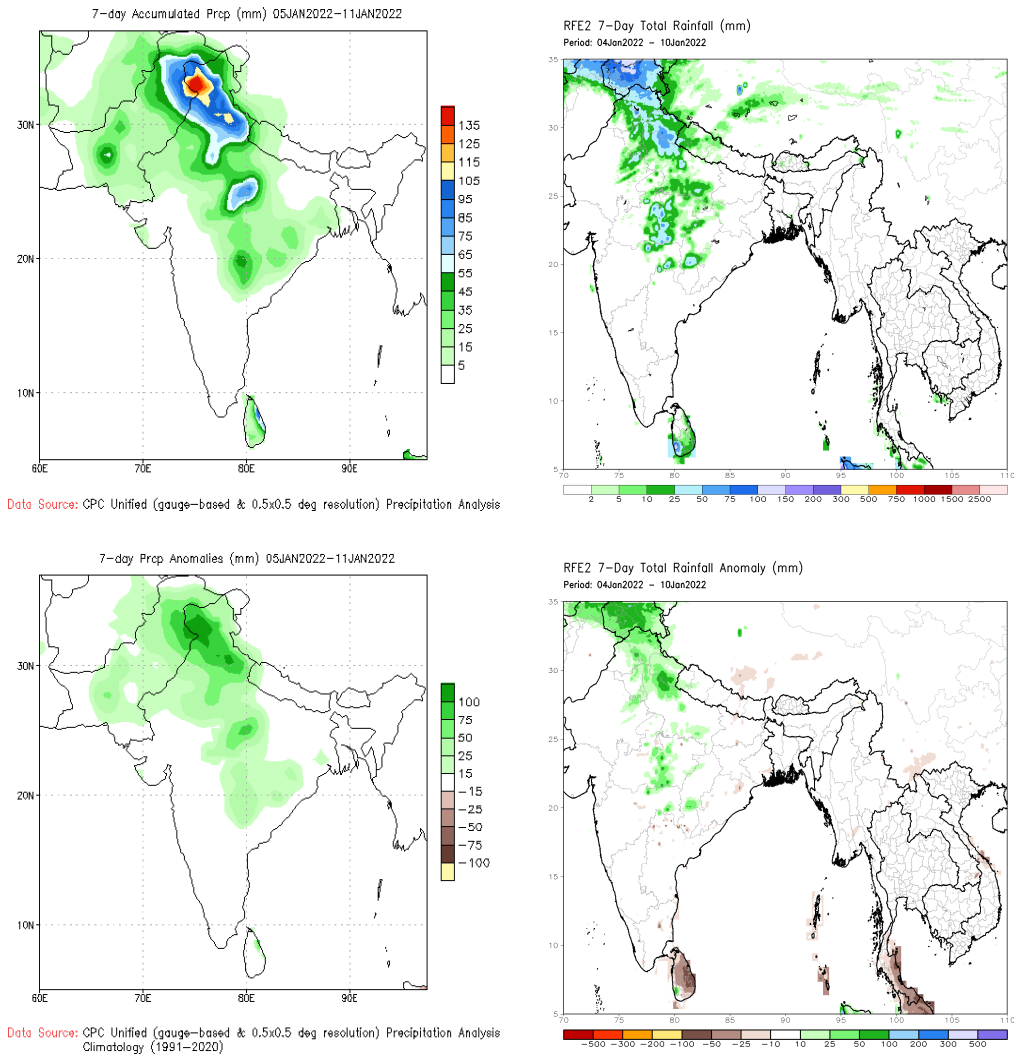 7-day Accumulated Prcp (mm) 05JAN2022-11JAN2022
30N
20N
10N
60E 70E 80E 90E
135
125
115
105
95
85
75
65
55
45
35
25
15
5
Data Source: CPC Unified (gauge-based & 0.5x0.5 deg resolution) Precipitation Analysis
RFE2 7-Day Total Rainfall (mm)
Period: 04Jan2022 - 10Jan2022
35
30
25
20
15
10
5
70 75 80 85 90 95 100 105 110
2 5 10 25 50 75 100 150 200 300 500 750 1000 1500 2500
7-day Prcp Anomalies (mm) 05JAN2022-11JAN2022
30N
20N
10N
60E 70E 80E 90E
100
75
50
25
15
-15
-25
-50
-75
-100
Data Source: CPC Unified (gauge-based & 0.5x0.5 deg resolution) Precipitation Analysis
Climatology (1991-2020)
RFE2 7-Day Total Rainfall Anomaly (mm)
Period: 04Jan2022 - 10Jan2022
35
30
25
20
15
10
5
70 75 80 85 90 95 100 105 110
-500 -300 -200 -100 -50 -25 -10 10 25 50 100 200 300 500